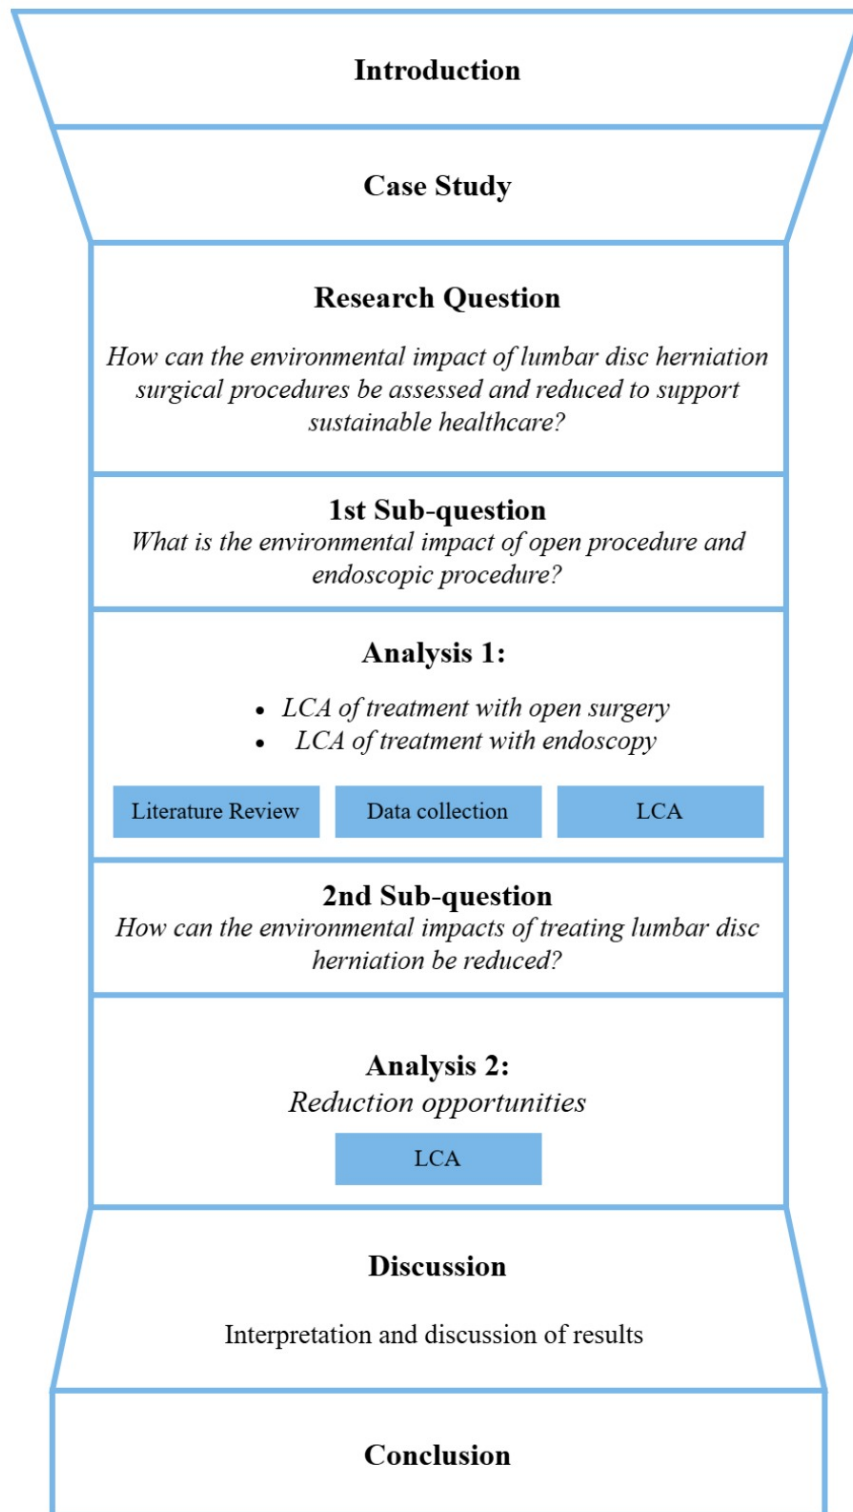 Introduction
Case Study
Research Question
How can the environmental impact of lumbar disc herniation
surgical procedures be assessed and reduced to support
sustainable healthcare?
1st Sub-question
What is the environmental impact of open procedure and
endoscopic procedure?
Analysis 1:
• LCA of treatment with open surgery
• LCA of treatment with endoscopy
Literature Review Data collection LCA
2nd Sub-question
How can the environmental impacts of treating lumbar disc
herniation be reduced?
Analysis 2:
Reduction opportunities
LCA
Discussion
Interpretation and discussion of results
Conclusion